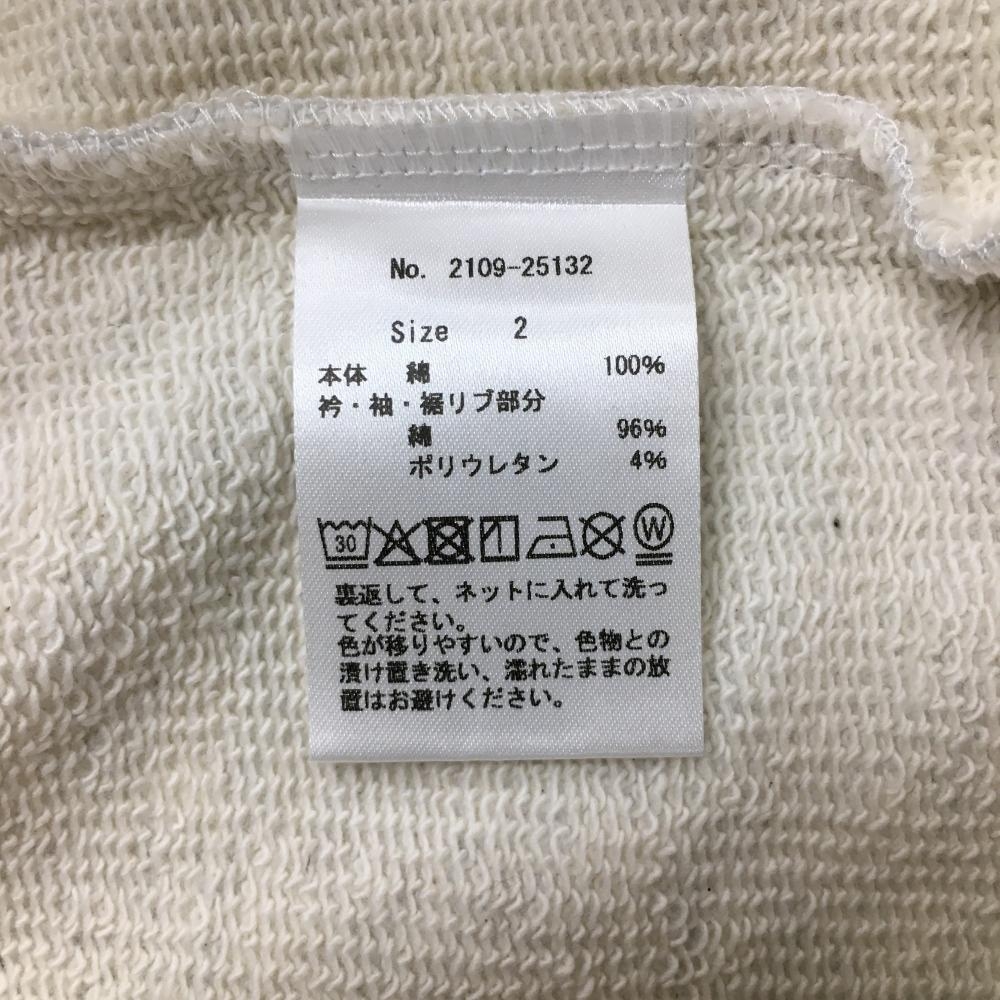 No. 2109-25132
Size 2
本体 綿 100%
衿・袖・裾リブ部分
綿 96%
ポリウレタン 4%
30 W
裏返して、ネットに入れて洗っ
てください。
色が移りやすいので、色物との
漬け置き洗い、濡れたままの放
置はお避けください。